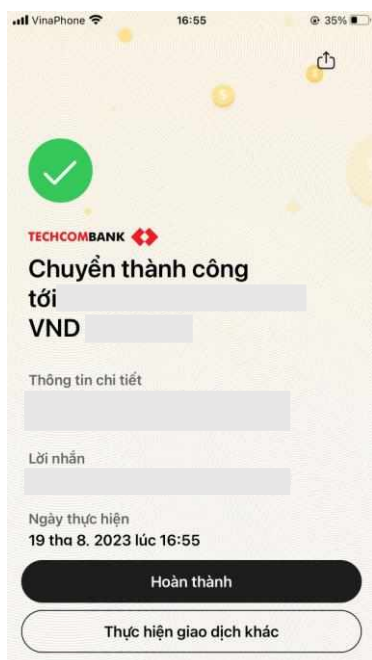 VinaPhone 16:55 35%
TECHCOMBANK
Chuyển thành công
tới
VND
Thông tin chi tiết
Lời nhắn
Ngày thực hiện
19 thg 8, 2023 lúc 16:55
Hoàn thành
Thực hiện giao dịch khác